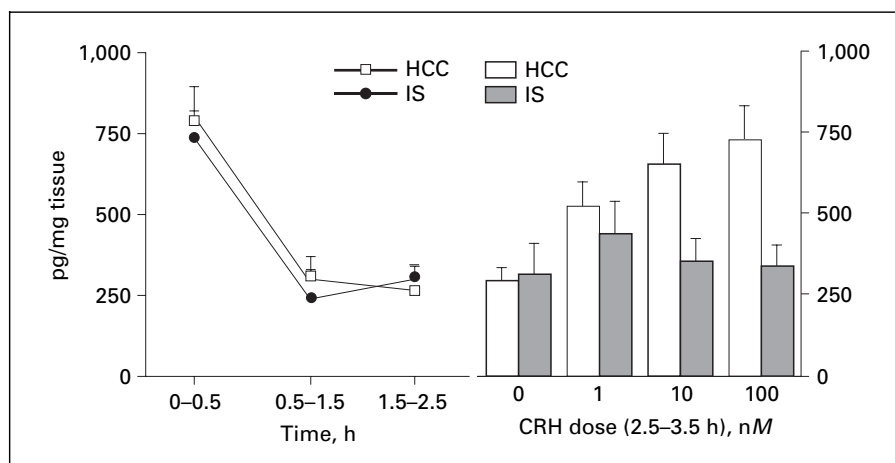 1,000
750
500
250
0
pg/mg tissue
0–0.5
0.5–1.5
1.5–2.5
Time, h
HCC
IS
HCC
IS
1,000
750
500
250
0
0
1
10
100
CRH dose (2.5–3.5 h), nM